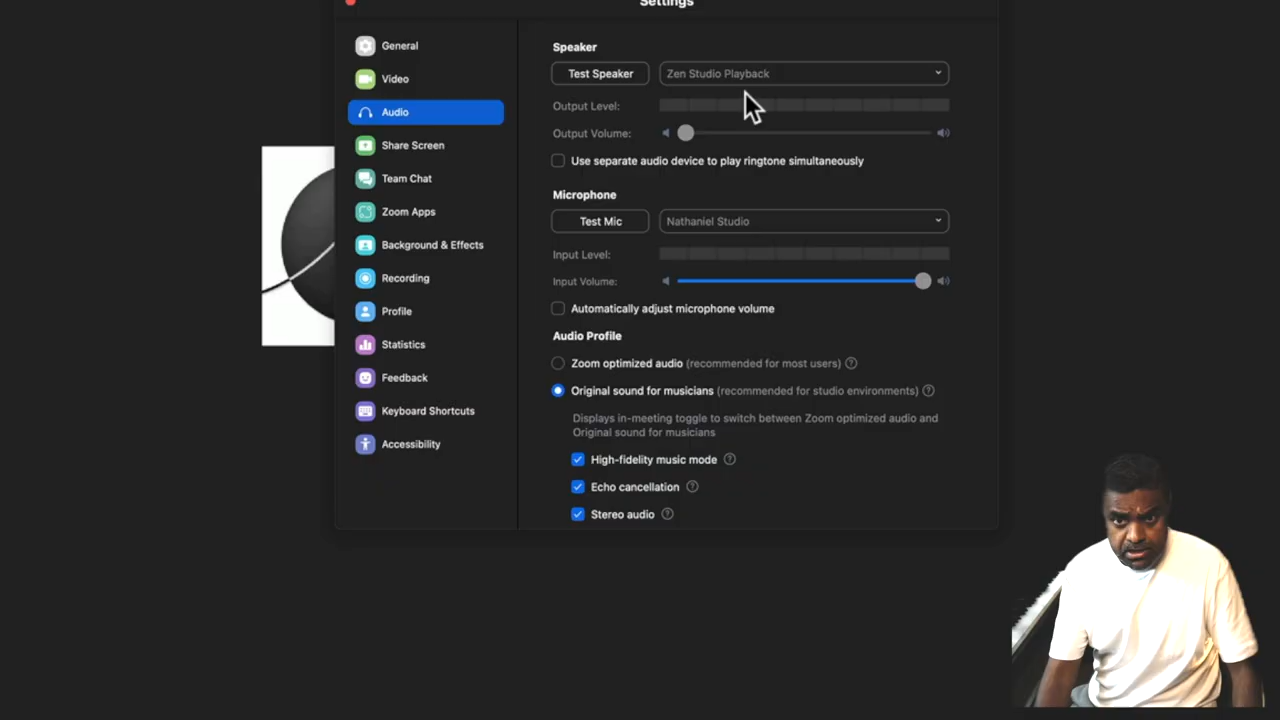 Settings
General
Video
Audio
Share Screen
Team Chat
Zoom Apps
Background & Effects
Recording
Profile
Statistics
Feedback
Keyboard Shortcuts
Accessibility
Speaker
Test Speaker
Zen Studio Playback
Output Level:
Output Volume:
Use separate audio device to play ringtone simultaneously
Microphone
Test Mic
Nathaniel Studio
Input Level:
Input Volume:
Automatically adjust microphone volume
Audio Profile
Zoom optimized audio (recommended for most users) ?
Original sound for musicians (recommended for studio environments) ?
Displays in-meeting toggle to switch between Zoom optimized audio and
Original sound for musicians
High-fidelity music mode ?
Echo cancellation ?
Stereo audio ?